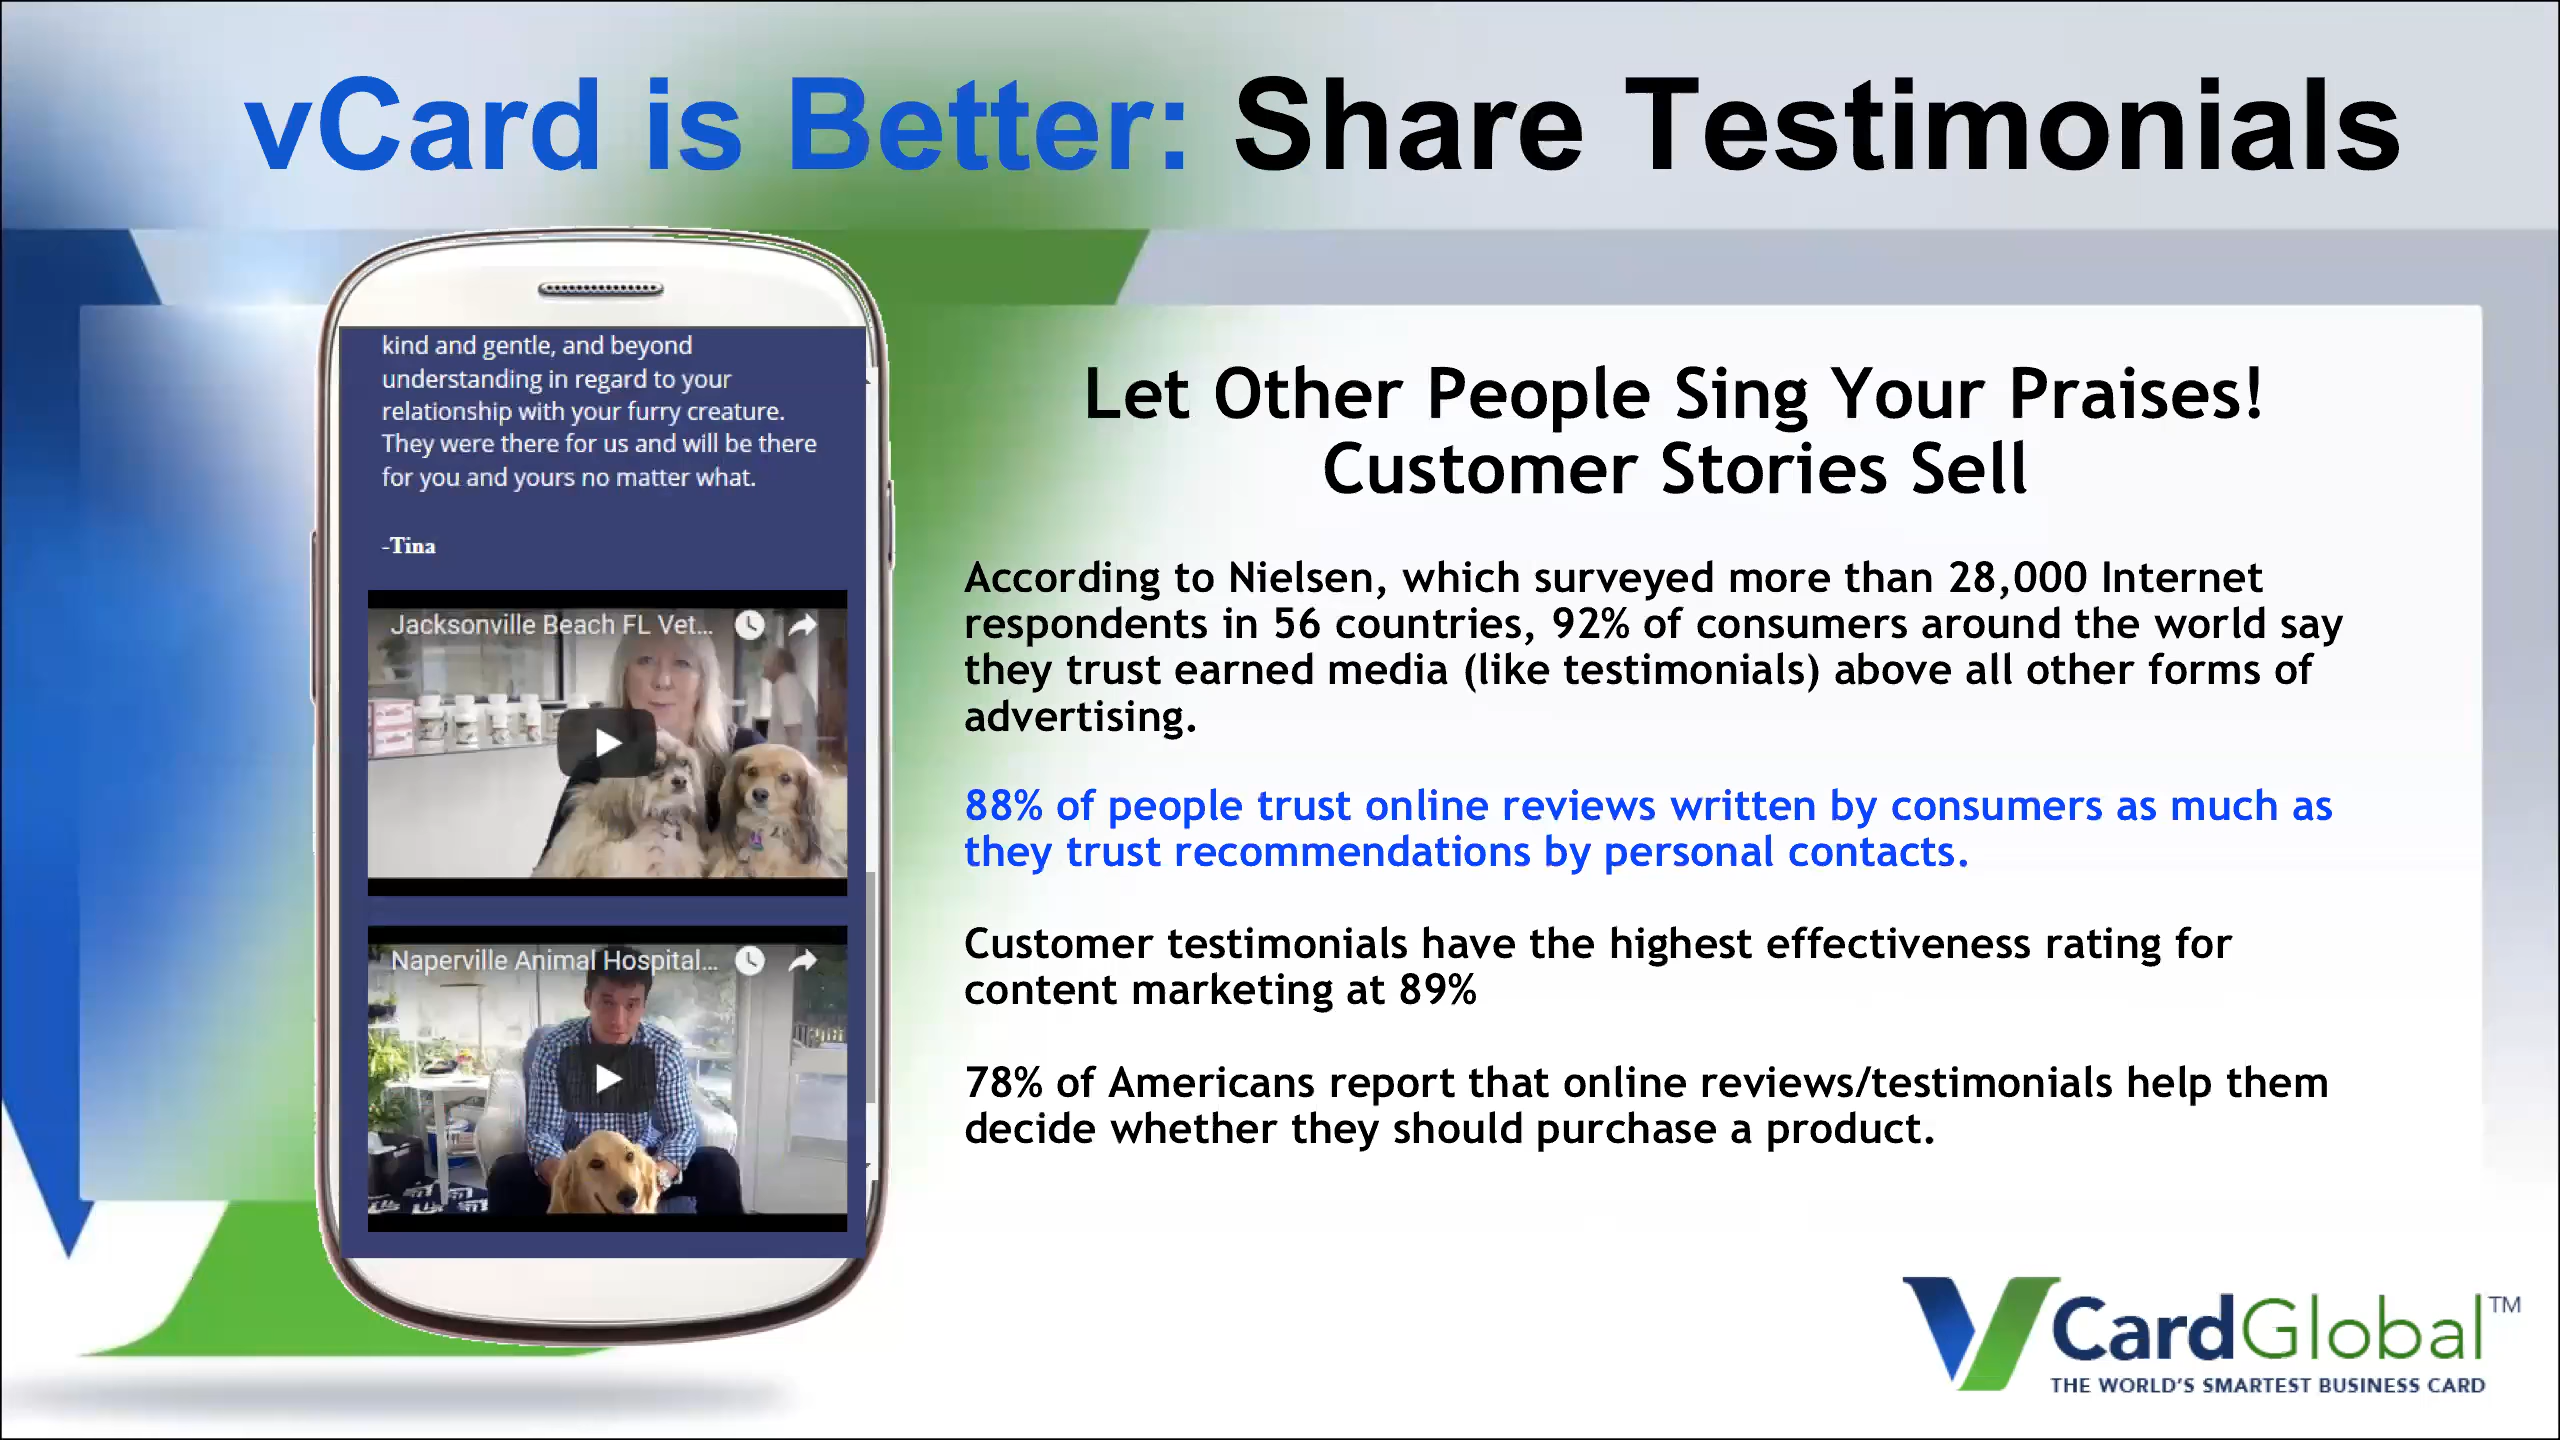 vCard is Better: Share Testimonials
kind and gentle, and beyond
understanding in regard to your
relationship with your furry creature.
They were there for us and will be there
for you and yours no matter what.
-Tina
Jacksonville Beach FL Vet...
Naperville Animal Hospital...
Let Other People Sing Your Praises!
Customer Stories Sell
According to Nielsen, which surveyed more than 28,000 Internet
respondents in 56 countries, 92% of consumers around the world say
they trust earned media (like testimonials) above all other forms of
advertising.
88% of people trust online reviews written by consumers as much as
they trust recommendations by personal contacts.
Customer testimonials have the highest effectiveness rating for
content marketing at 89%
78% of Americans report that online reviews/testimonials help them
decide whether they should purchase a product.
VCardGlobal™
THE WORLD'S SMARTEST BUSINESS CARD